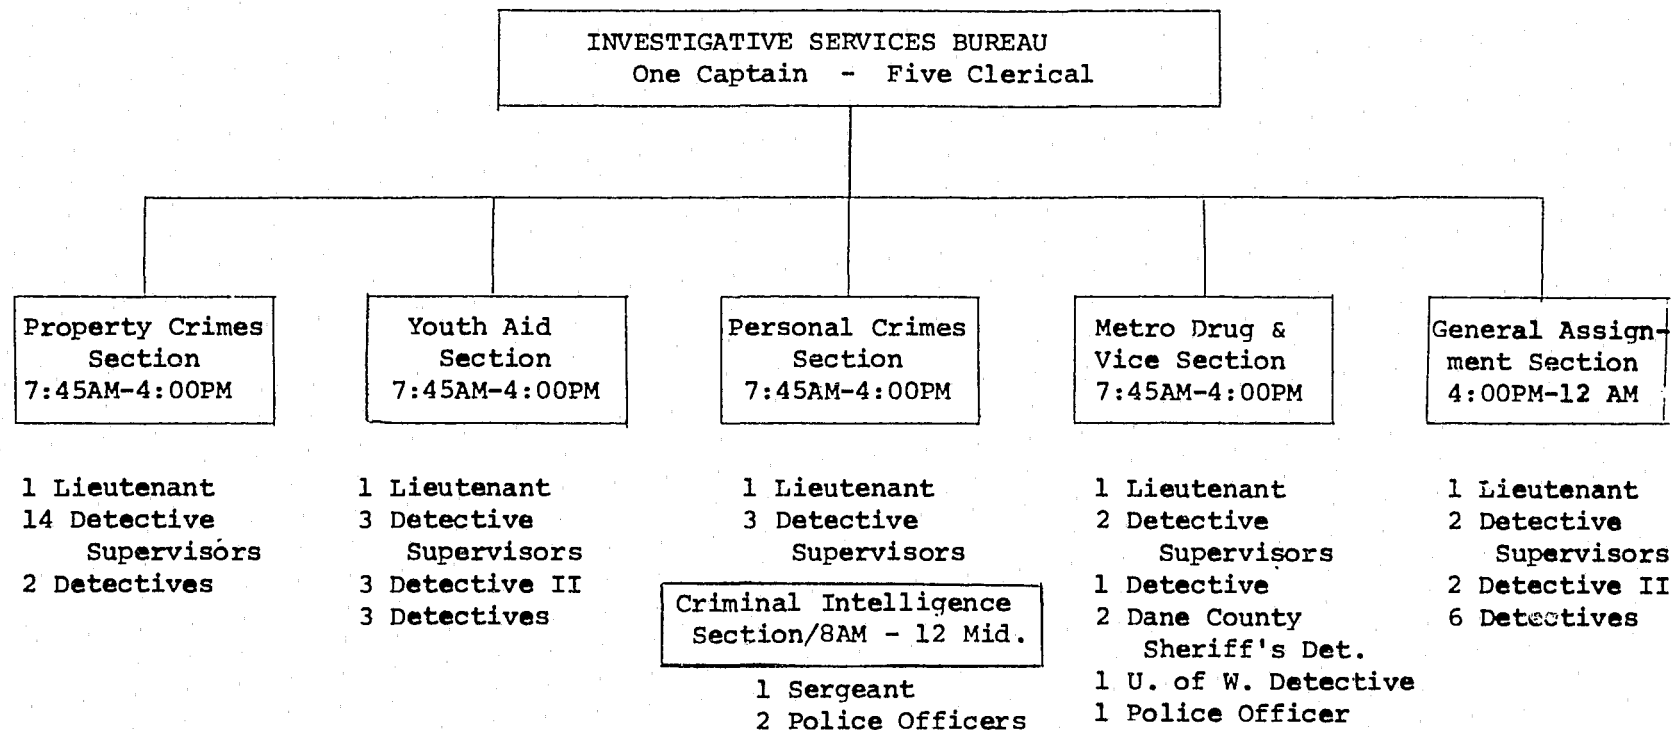 INVESTIGATIVE SERVICES BUREAU
One Captain - Five Clerical
Property Crimes
Section
7:45AM-4:00PM
1 Lieutenant
14 Detective
Supervisors
2 Detectives
Youth Aid
Section
7:45AM-4:00PM
1 Lieutenant
3 Detective
Supervisors
3 Detective II
3 Detectives
Personal Crimes
Section
7:45AM-4:00PM
1 Lieutenant
3 Detective
Supervisors
Criminal Intelligence
Section/8AM - 12 Mid.
1 Sergeant
2 Police Officers
Metro Drug &
Vice Section
7:45AM-4:00PM
1 Lieutenant
2 Detective
Supervisors
1 Detective
2 Dane County
Sheriff's Det.
1 U. of W. Detective
1 Police Officer
General Assign-
ment Section
4:00PM-12 AM
1 Lieutenant
2 Detective
Supervisors
2 Detective II
6 Detectives